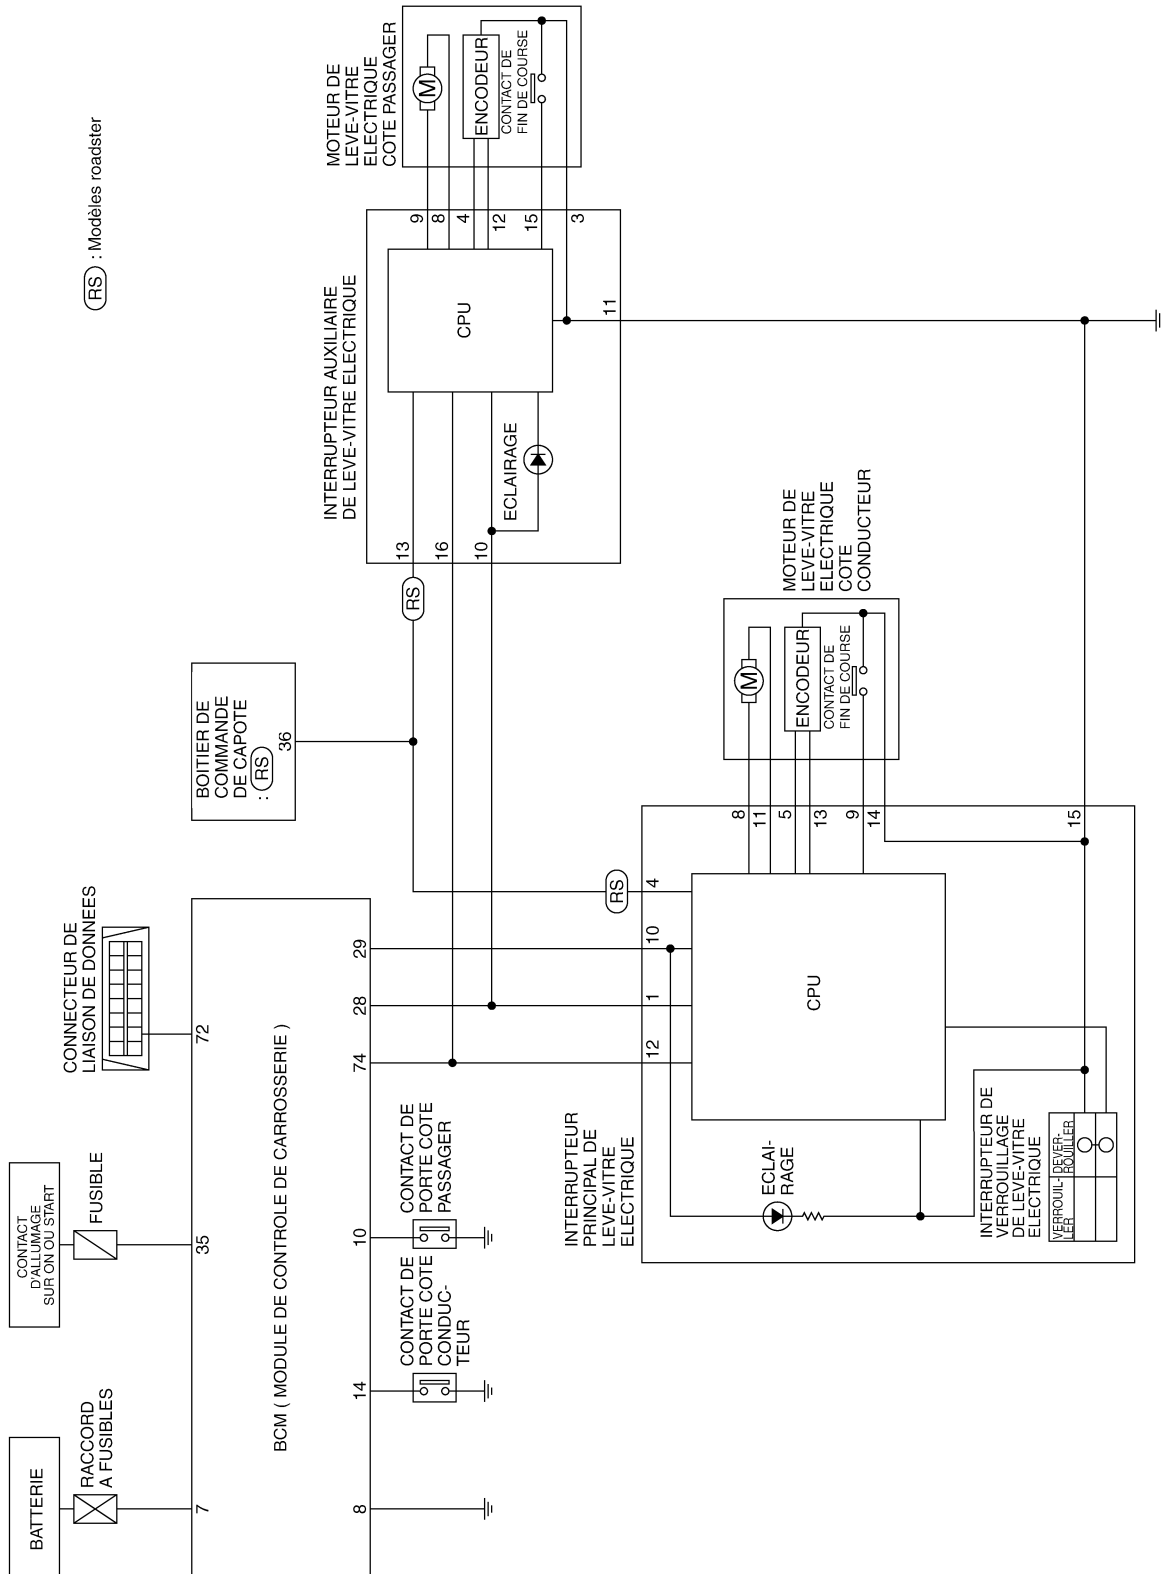 BATTERIE
RACCORD
A FUSIBLES
7
CONTACT
D'ALLUMAGE
SUR ON OU START
FUSIBLE
35
CONNECTEUR DE
LIAISON DE DONNEES
72
BCM ( MODULE DE CONTROLE DE CARROSSERIE )
8
14
10
74
28
29
CONTACT DE
PORTE COTE
CONDUC-
TEUR
CONTACT DE
PORTE COTE
PASSAGER
BOITIER DE
COMMANDE
DE CAPOTE
: RS
36
RS : Modèles roadster
RS
RS
INTERRUPTEUR AUXILIAIRE
DE LEVE-VITRE ELECTRIQUE
13
16
10
ECLAIRAGE
CPU
9
8
4
12
15
3
11
MOTEUR DE
LEVE-VITRE
ELECTRIQUE
COTE PASSAGER
M
ENCODEUR
CONTACT DE
FIN DE COURSE
INTERRUPTEUR
PRINCIPAL DE
LEVE-VITRE
ELECTRIQUE
12
1
10
4
CPU
ECLAI-
RAGE
8
11
5
13
9
14
15
MOTEUR DE
LEVE-VITRE
ELECTRIQUE
COTE
CONDUCTEUR
M
ENCODEUR
CONTACT DE
FIN DE COURSE
INTERRUPTEUR DE
VERROUILLAGE
DE LEVE-VITRE
ELECTRIQUE
VERROUIL-
LER
DEVER-
ROUILLER